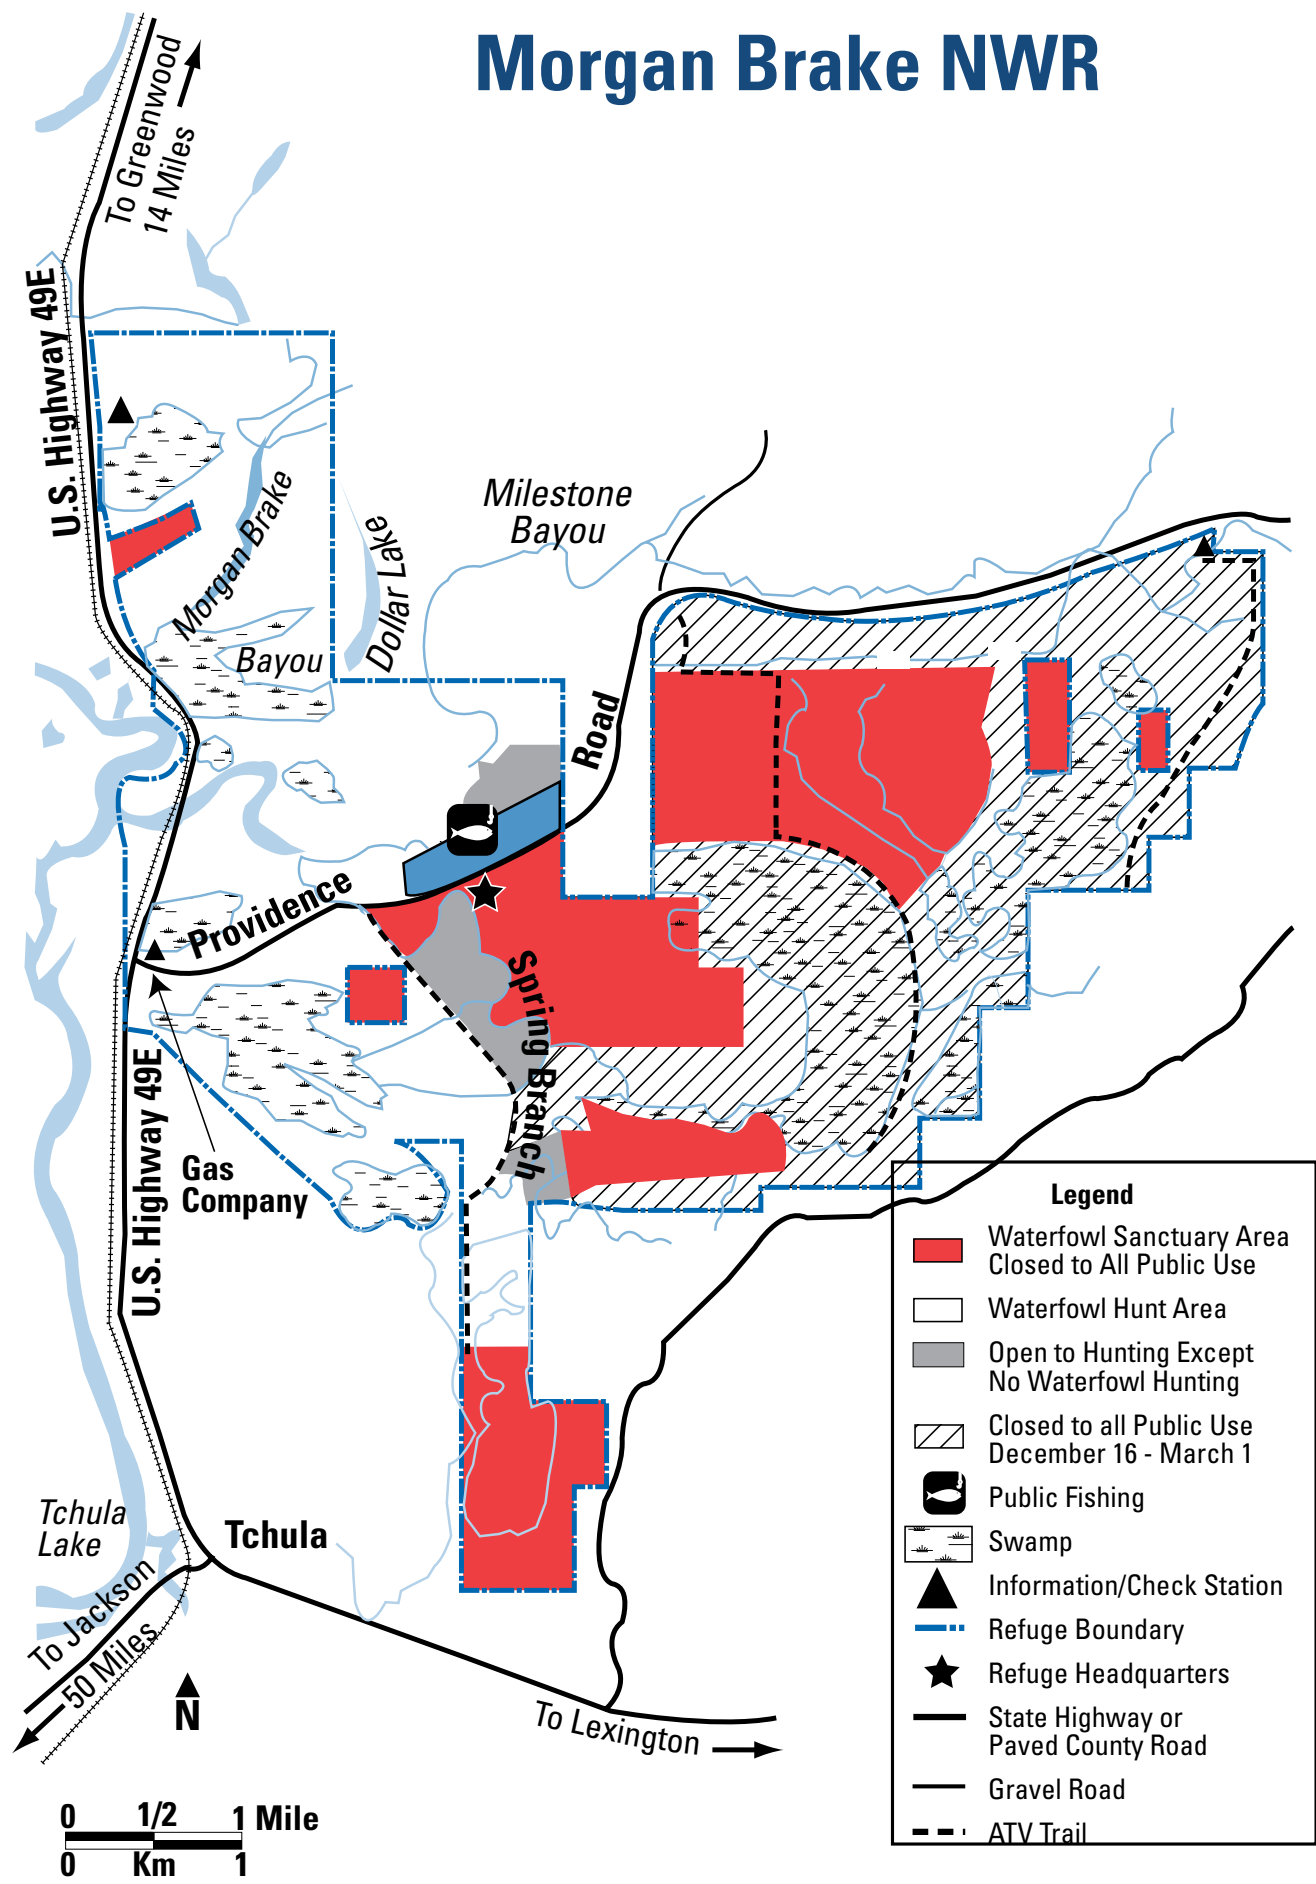 Morgan Brake NWR
To Greenwood
14 Miles
U.S. Highway 49E
Morgan Brake
Bayou
Dollar Lake
Milestone
Bayou
Road
Providence
Spring Branch
Gas
Company
U.S. Highway 49E
Tchula
Lake
Tchula
To Jackson
50 Miles
N
To Lexington
0 1/2 1 Mile
0 Km 1
Legend
Waterfowl Sanctuary Area
Closed to All Public Use
Waterfowl Hunt Area
Open to Hunting Except
No Waterfowl Hunting
Closed to all Public Use
December 16 - March 1
Public Fishing
Swamp
Information/Check Station
Refuge Boundary
Refuge Headquarters
State Highway or
Paved County Road
Gravel Road
ATV Trail